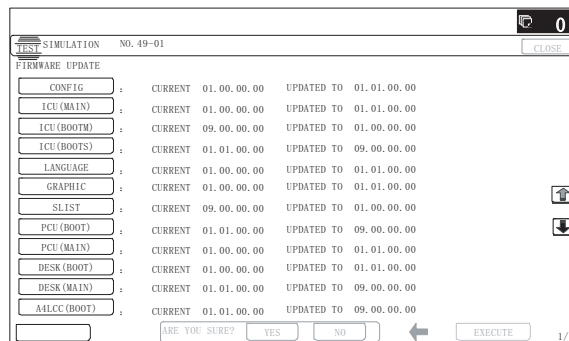 0
TEST SIMULATION NO. 49-01 CLOSE
FIRMWARE UPDATE
CONFIG : CURRENT 01.00.00.00 UPDATED TO 01.01.00.00
ICU(MAIN) : CURRENT 01.00.00.00 UPDATED TO 01.01.00.00
ICU(BOOTM) : CURRENT 09.00.00.00 UPDATED TO 01.00.00.00
ICU(BOOTS) : CURRENT 01.01.00.00 UPDATED TO 09.00.00.00
LANGUAGE : CURRENT 01.00.00.00 UPDATED TO 01.01.00.00
GRAPHIC : CURRENT 01.00.00.00 UPDATED TO 01.01.00.00
SLIST : CURRENT 09.00.00.00 UPDATED TO 01.00.00.00
PCU(BOOT) : CURRENT 01.01.00.00 UPDATED TO 09.00.00.00
PCU(MAIN) : CURRENT 01.00.00.00 UPDATED TO 01.01.00.00
DESK(BOOT) : CURRENT 01.00.00.00 UPDATED TO 01.01.00.00
DESK(MAIN) : CURRENT 01.01.00.00 UPDATED TO 09.00.00.00
A4LCC(BOOT) : CURRENT 01.01.00.00 UPDATED TO 09.00.00.00
ARE YOU SURE? YES NO EXECUTE 1/